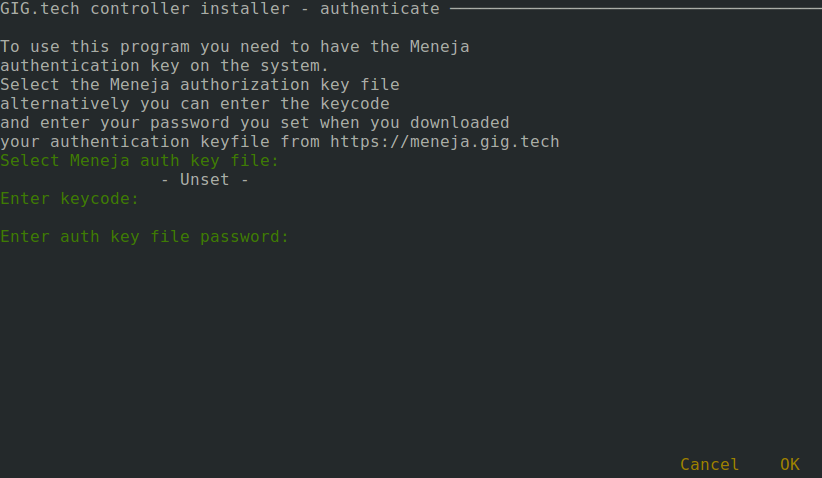 GIG.tech controller installer - authenticate
To use this program you need to have the Meneja
authentication key on the system.
Select the Meneja authorization key file
alternatively you can enter the keycode
and enter your password you set when you downloaded
your authentication keyfile from https://meneja.gig.tech
Select Meneja auth key file:
- Unset -
Enter keycode:
Enter auth key file password:
Cancel OK